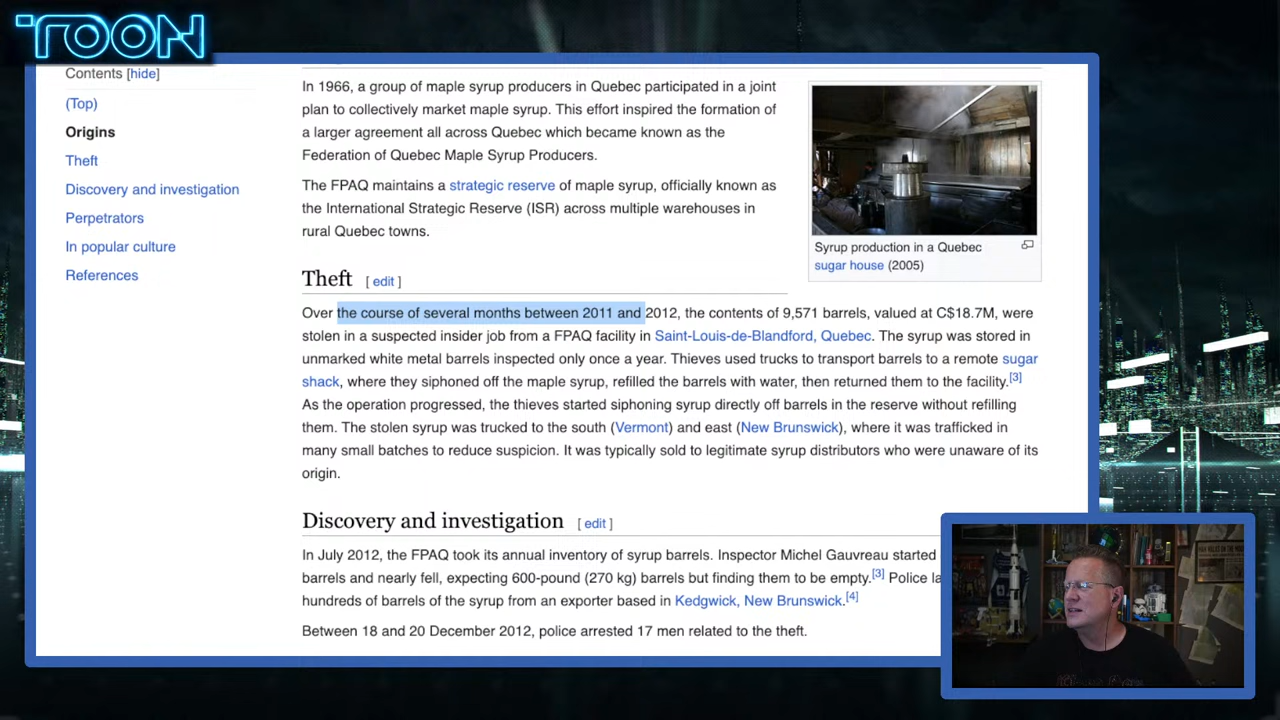 TOON
Contents [hide]
(Top)
Origins
Theft
Discovery and investigation
Perpetrators
In popular culture
References
In 1966, a group of maple syrup producers in Quebec participated in a joint
plan to collectively market maple syrup. This effort inspired the formation of
a larger agreement all across Quebec which became known as the
Federation of Quebec Maple Syrup Producers.
The FPAQ maintains a strategic reserve of maple syrup, officially known as
the International Strategic Reserve (ISR) across multiple warehouses in
rural Quebec towns.
Syrup production in a Quebec
sugar house (2005)
Theft [ edit ]
Over the course of several months between 2011 and 2012, the contents of 9,571 barrels, valued at C$18.7M, were
stolen in a suspected insider job from a FPAQ facility in Saint-Louis-de-Blandford, Quebec. The syrup was stored in
unmarked white metal barrels inspected only once a year. Thieves used trucks to transport barrels to a remote sugar
shack, where they siphoned off the maple syrup, refilled the barrels with water, then returned them to the facility.[3]
As the operation progressed, the thieves started siphoning syrup directly off barrels in the reserve without refilling
them. The stolen syrup was trucked to the south (Vermont) and east (New Brunswick), where it was trafficked in
many small batches to reduce suspicion. It was typically sold to legitimate syrup distributors who were unaware of its
origin.
Discovery and investigation [ edit ]
In July 2012, the FPAQ took its annual inventory of syrup barrels. Inspector Michel Gauvreau started
barrels and nearly fell, expecting 600-pound (270 kg) barrels but finding them to be empty.[3] Police la
hundreds of barrels of the syrup from an exporter based in Kedgwick, New Brunswick.[4]
Between 18 and 20 December 2012, police arrested 17 men related to the theft.